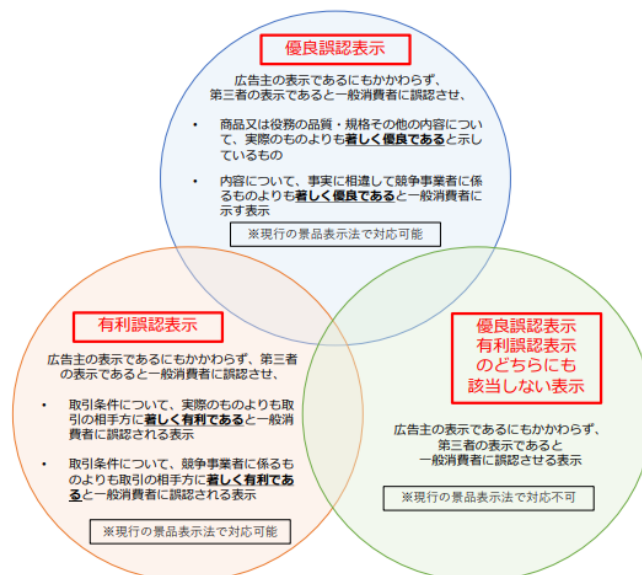 優良誤認表示
広告主の表示であるにもかかわらず、
第三者の表示であると一般消費者に誤認させ、
• 商品又は役務の品質・規格その他の内容につい
て、実際のものよりも著しく優良であると示し
ているもの
• 内容について、事実に相違して競争事業者に係
るものよりも著しく優良であると一般消費者に
示す表示
※現行の景品表示法で対応可能
有利誤認表示
広告主の表示であるにもかかわらず、第三者
の表示であると一般消費者に誤認させ、
• 取引条件について、実際のものよりも取
引の相手方に著しく有利であると一般消
費者に誤認される表示
• 取引条件について、競争事業者に係るも
のよりも取引の相手方に著しく有利であ
ると一般消費者に誤認される表示
※現行の景品表示法で対応可能
優良誤認表示
有利誤認表示
のどちらにも
該当しない表示
広告主の表示であるにもかかわらず、
第三者の表示であると
一般消費者に誤認させる表示
※現行の景品表示法で対応不可